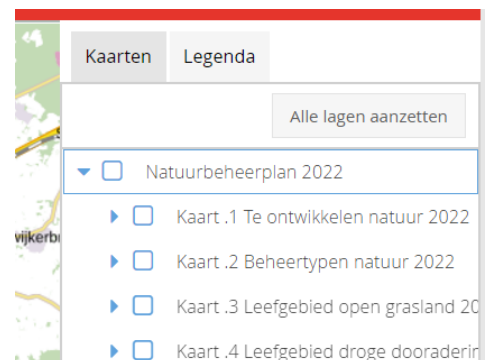 Kaarten Legenda
Alle lagen aanzetten
Natuurbeheerplan 2022
Kaart .1 Te ontwikkelen natuur 2022
Kaart .2 Beheertypen natuur 2022
Kaart .3 Leefgebied open grasland 20
Kaart .4 Leefgebied droge dooraderin